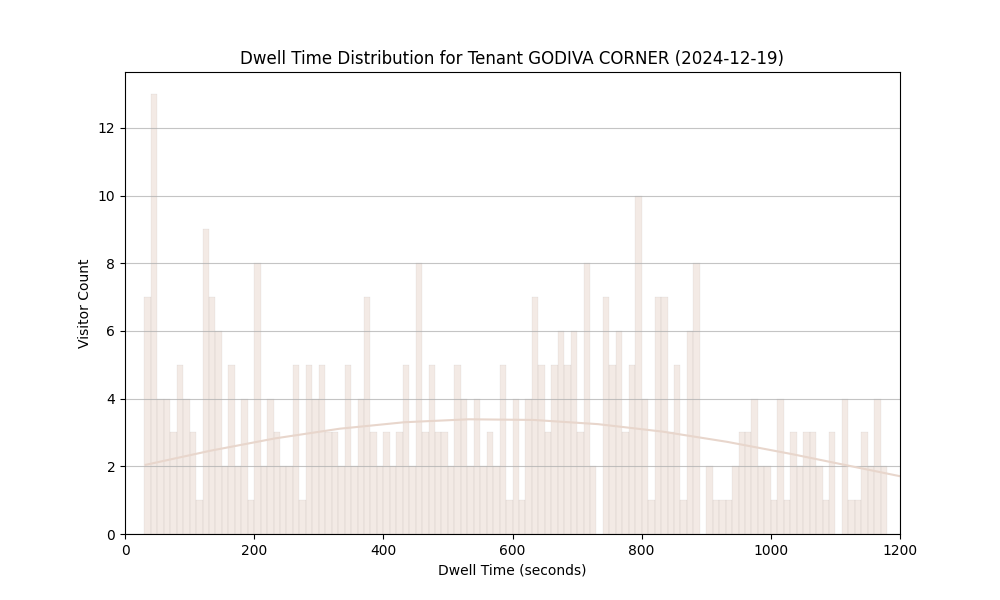 Dwell Time Distribution for Tenant GODIVA CORNER (2024-12-19)
Visitor Count
12
10
8
6
4
2
0
0 200 400 600 800 1000 1200
Dwell Time (seconds)